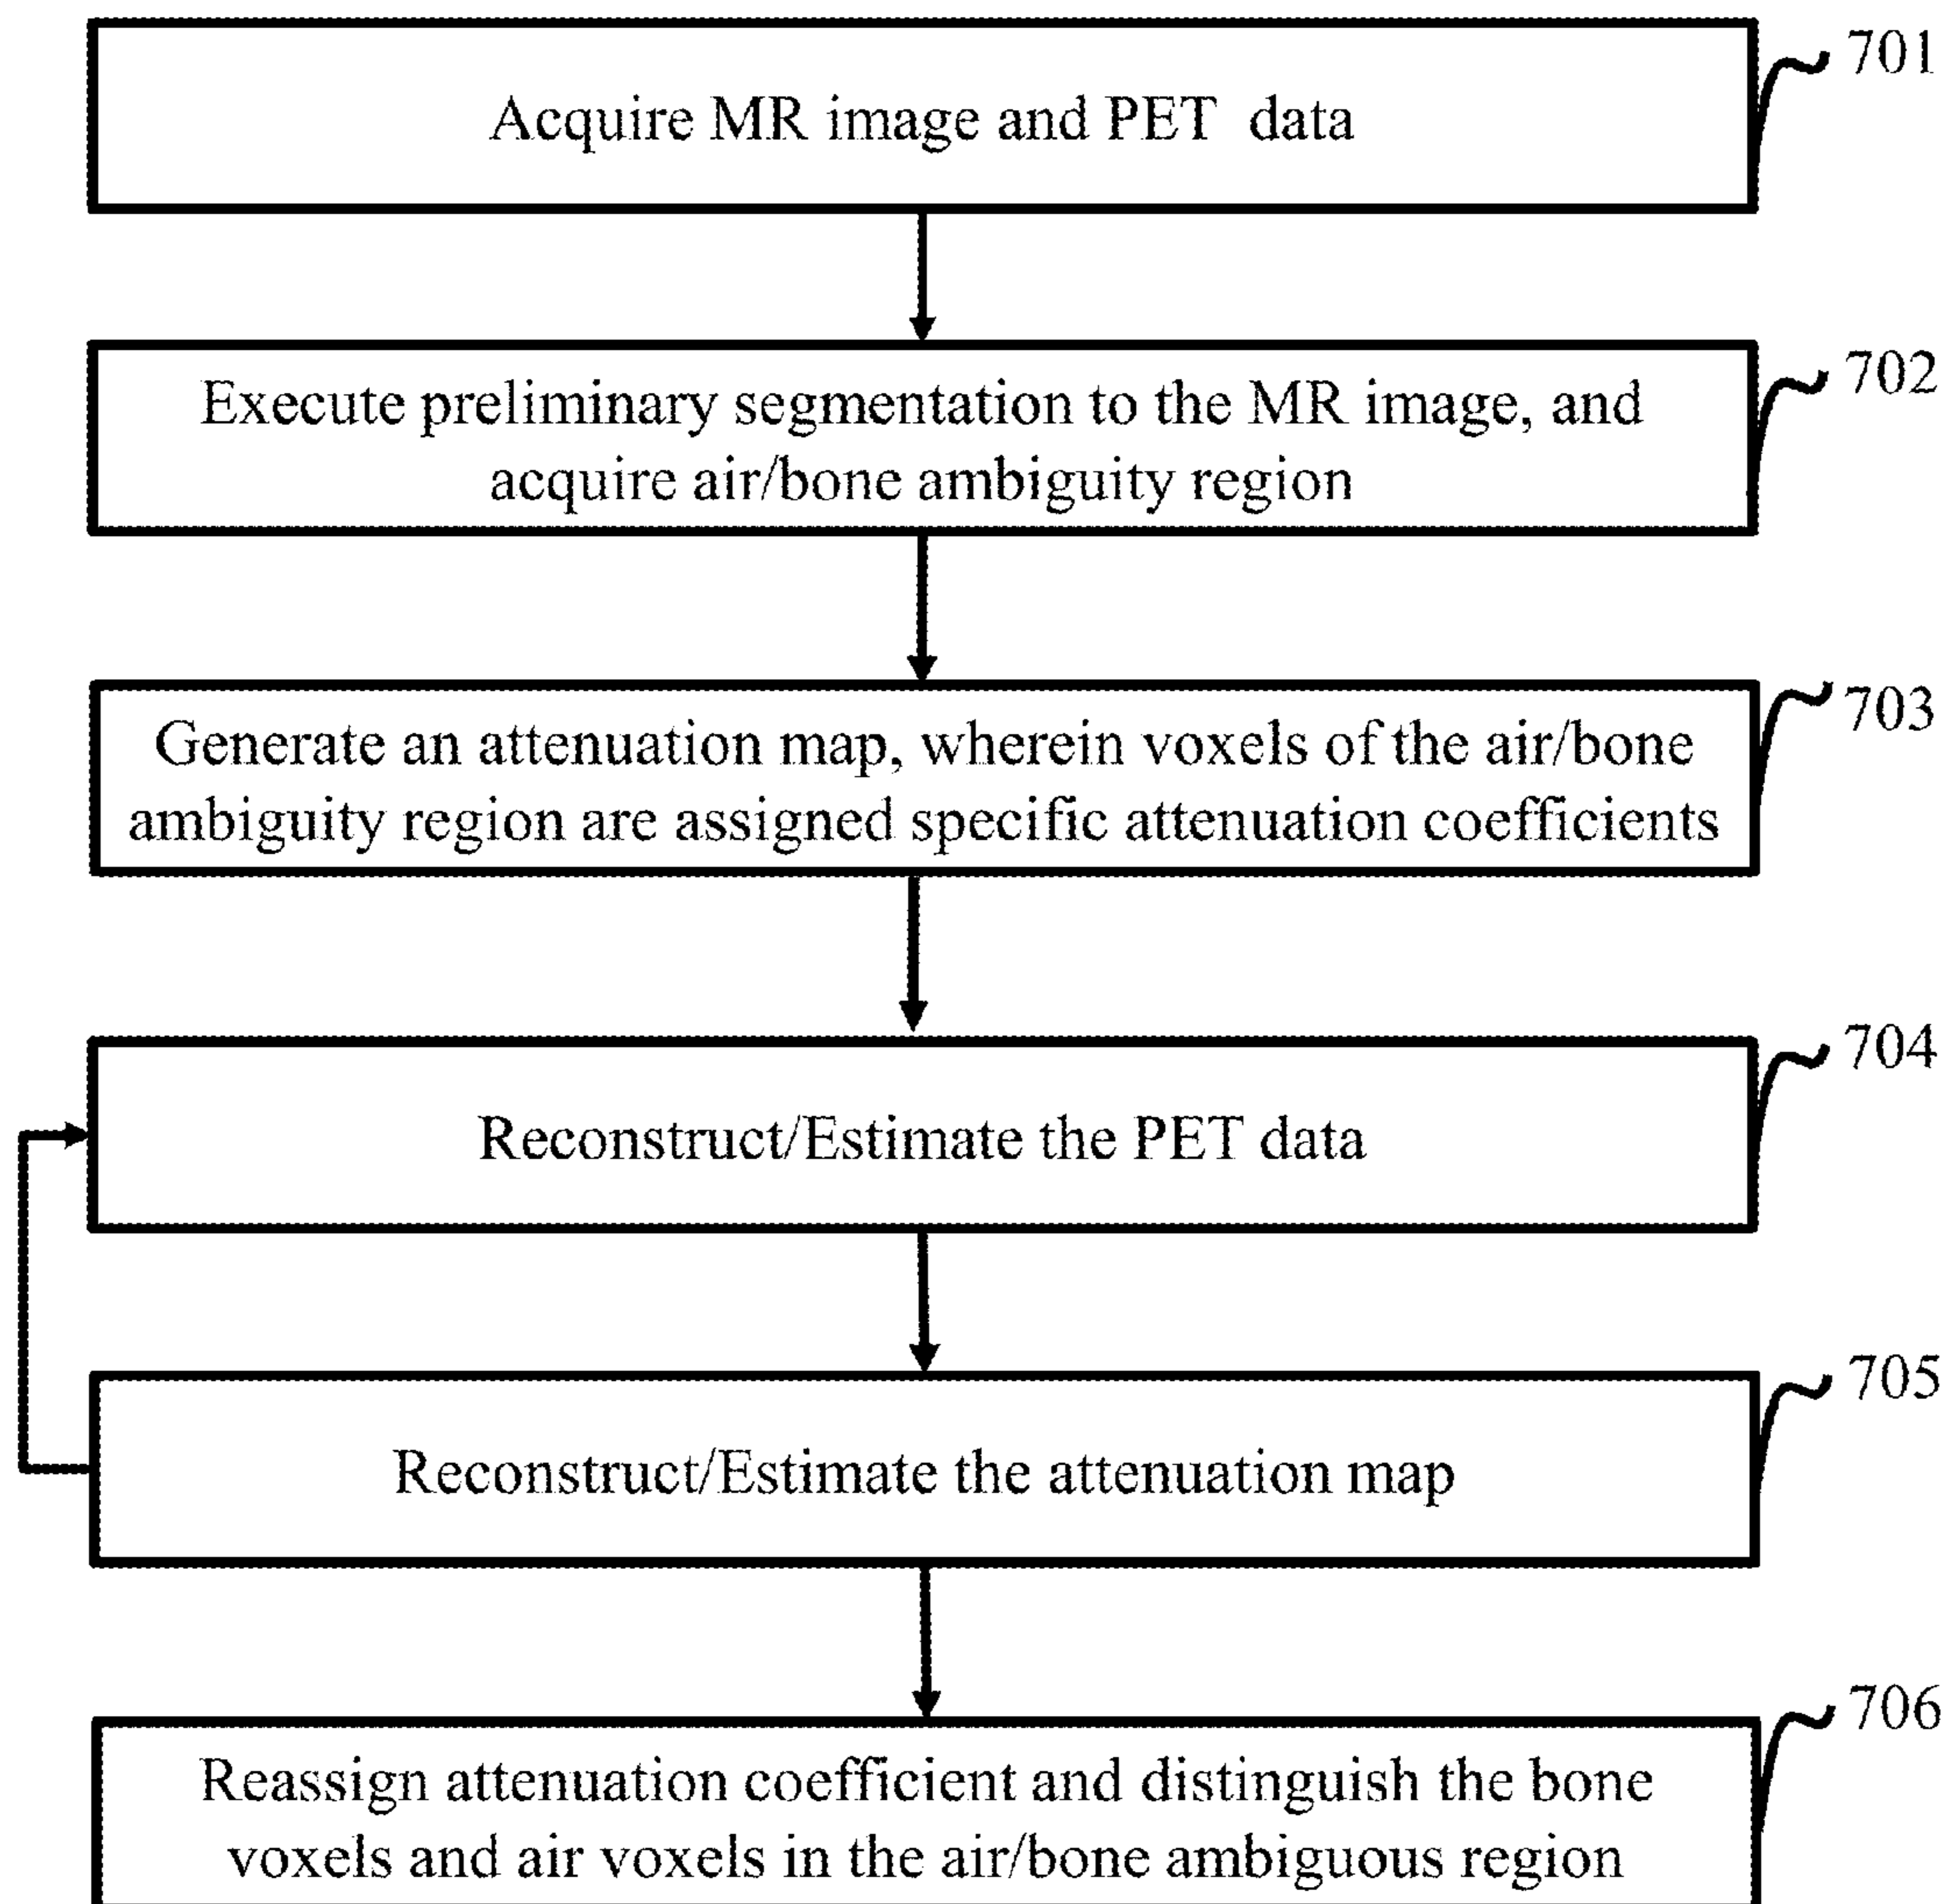 701
Acquire MR image and PET data
702
Execute preliminary segmentation to the MR image, and
acquire air/bone ambiguity region
703
Generate an attenuation map, wherein voxels of the air/bone
ambiguity region are assigned specific attenuation coefficients
704
Reconstruct/Estimate the PET data
705
Reconstruct/Estimate the attenuation map
706
Reassign attenuation coefficient and distinguish the bone
voxels and air voxels in the air/bone ambiguous region